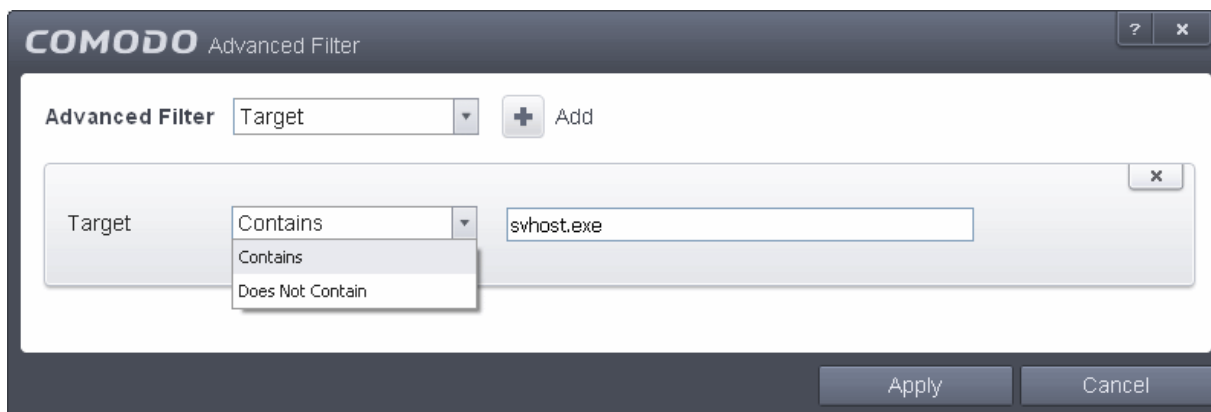 COMODO Advanced Filter ? x
Advanced Filter Target + Add
x
Target Contains svhost.exe
Contains
Does Not Contain
Apply Cancel